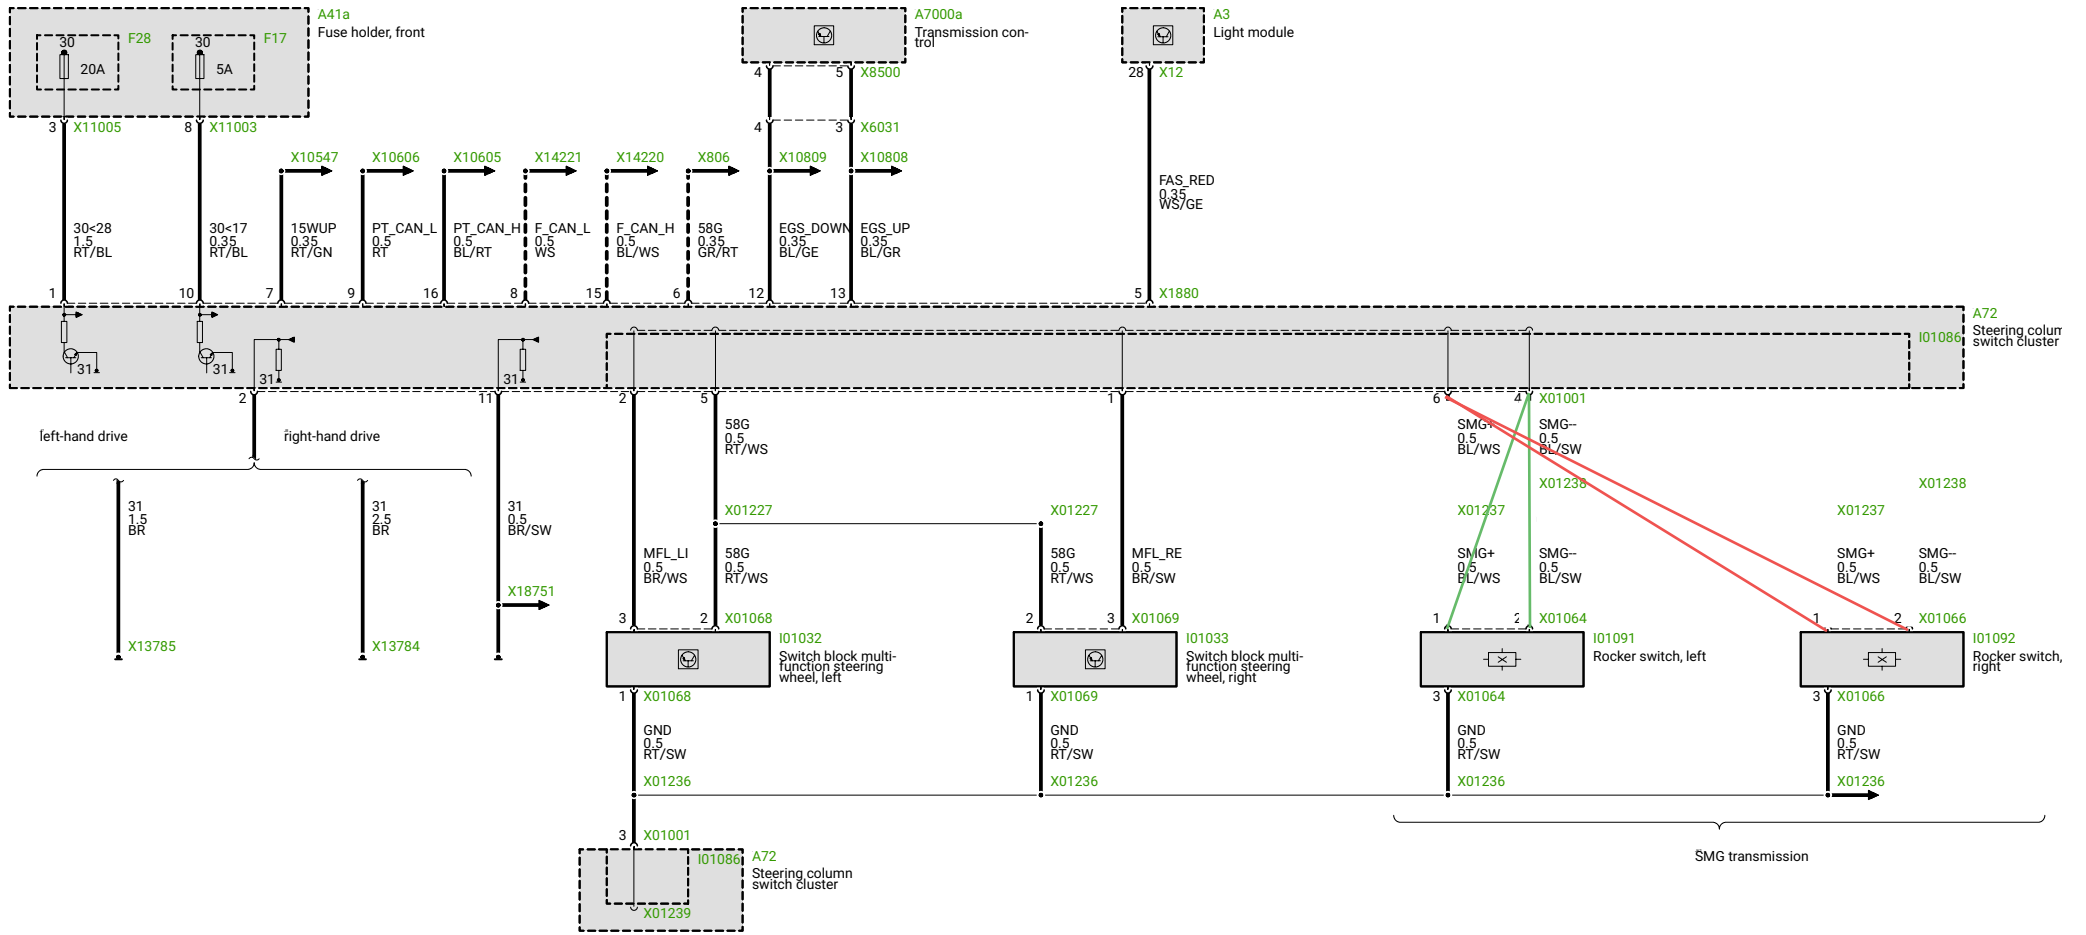 A41a
Fuse holder, front
F28
30
20A
F17
30
5A
3 X11005
8 X11003
A7000a
Transmission con-
trol
4 5 X8500
4 3 X6031
A3
Light module
28 X12
X10547
X10606
X10605
X14221
X14220
X806
X10809
X10808
30<28
1.5
RT/BL
30<17
0.35
RT/BL
15WUP
0.35
RT/GN
PT_CAN_L
0.5
RT
PT_CAN_H
0.5
BL/RT
F_CAN_L
0.5
WS
F_CAN_H
0.5
BL/WS
58G
0.35
GR/RT
EGS_DOWN
0.35
BL/GE
EGS_UP
0.35
BL/GR
FAS_RED
0.35
WS/GE
1 10 7 9 16 8 15 6 12 13 5 X1880
A72
Steering colum
switch cluster
I01086
31 31 31 31
2 11 2 5 1 6 4 X01001
left-hand drive
right-hand drive
31
1.5
BR
31
2.5
BR
31
0.5
BR/SW
X13785
X13784
X18751
58G
0.5
RT/WS
X01227
X01227
MFL_LI
0.5
BR/WS
58G
0.5
RT/WS
58G
0.5
RT/WS
MFL_RE
0.5
BR/SW
SMG+
0.5
BL/WS
SMG--
0.5
BL/SW
X01238
X01237
X01238
X01237
SMG+
0.5
BL/WS
SMG--
0.5
BL/SW
SMG+
0.5
BL/WS
SMG--
0.5
BL/SW
3 2 X01068
2 3 X01069
1 2 X01064
1 2 X01066
I01032
Switch block multi-
function steering
wheel, left
I01033
Switch block multi-
function steering
wheel, right
I01091
Rocker switch, left
I01092
Rocker switch,
right
1 X01068
1 X01069
3 X01064
3 X01066
GND
0.5
RT/SW
GND
0.5
RT/SW
GND
0.5
RT/SW
GND
0.5
RT/SW
X01236
X01236
X01236
X01236
SMG transmission
3 X01001
I01086
A72
Steering column
switch cluster
X01239